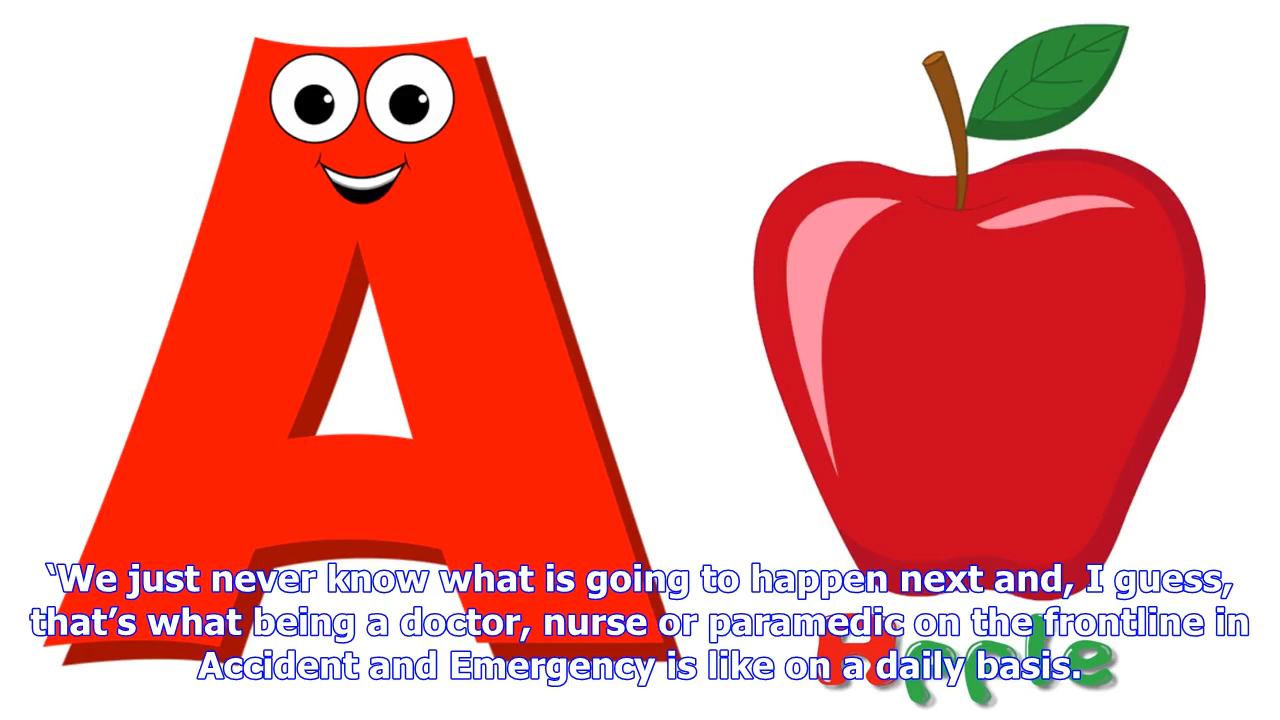 A
‘We just never know what is going to happen next and, I guess,
that’s what being a doctor, nurse or paramedic on the frontline in
Accident and Emergency is like on a daily basis.
Apple